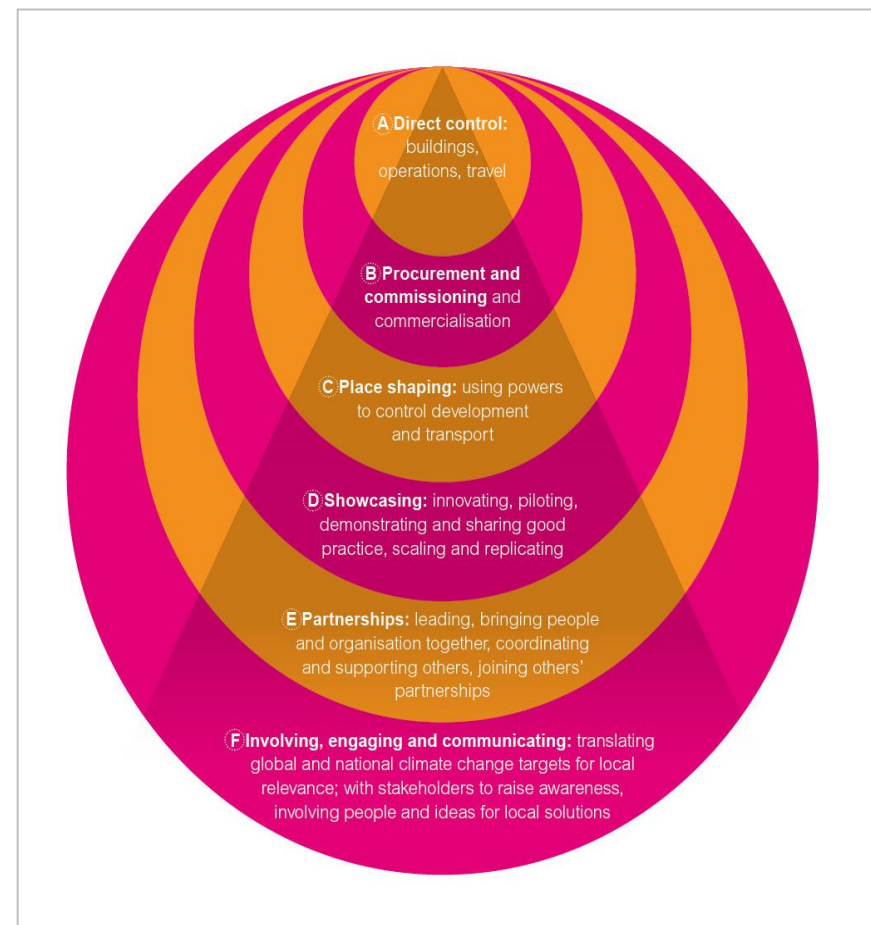 A Direct control:
buildings,
operations, travel
B Procurement and
commissioning and
commercialisation
C Place shaping: using powers
to control development
and transport
D Showcasing: innovating, piloting,
demonstrating and sharing good
practice, scaling and replicating
E Partnerships: leading, bringing people
and organisation together, coordinating
and supporting others, joining others’
partnerships
F Involving, engaging and communicating: translating
global and national climate change targets for local
relevance; with stakeholders to raise awareness,
involving people and ideas for local solutions